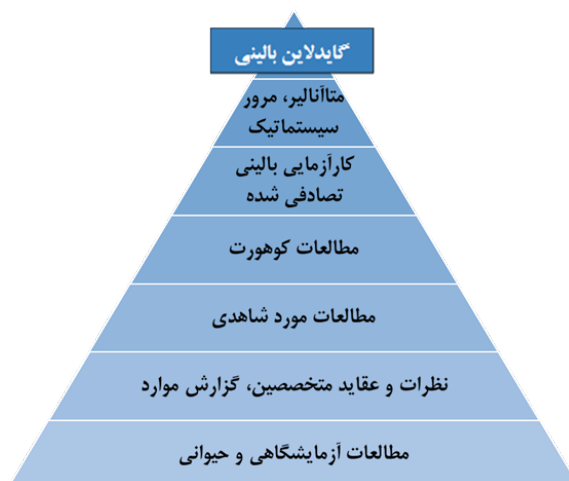 گایدلاین بالینی
متاآنالیر، مرور
سیستماتیک
کارآزمایی بالینی
تصادفی شده
مطالعات کوهورت
مطالعات مورد شاهدی
نظرات و عقاید متخصصین، گزارش موارد
مطالعات آزمایشگاهی و حیوانی